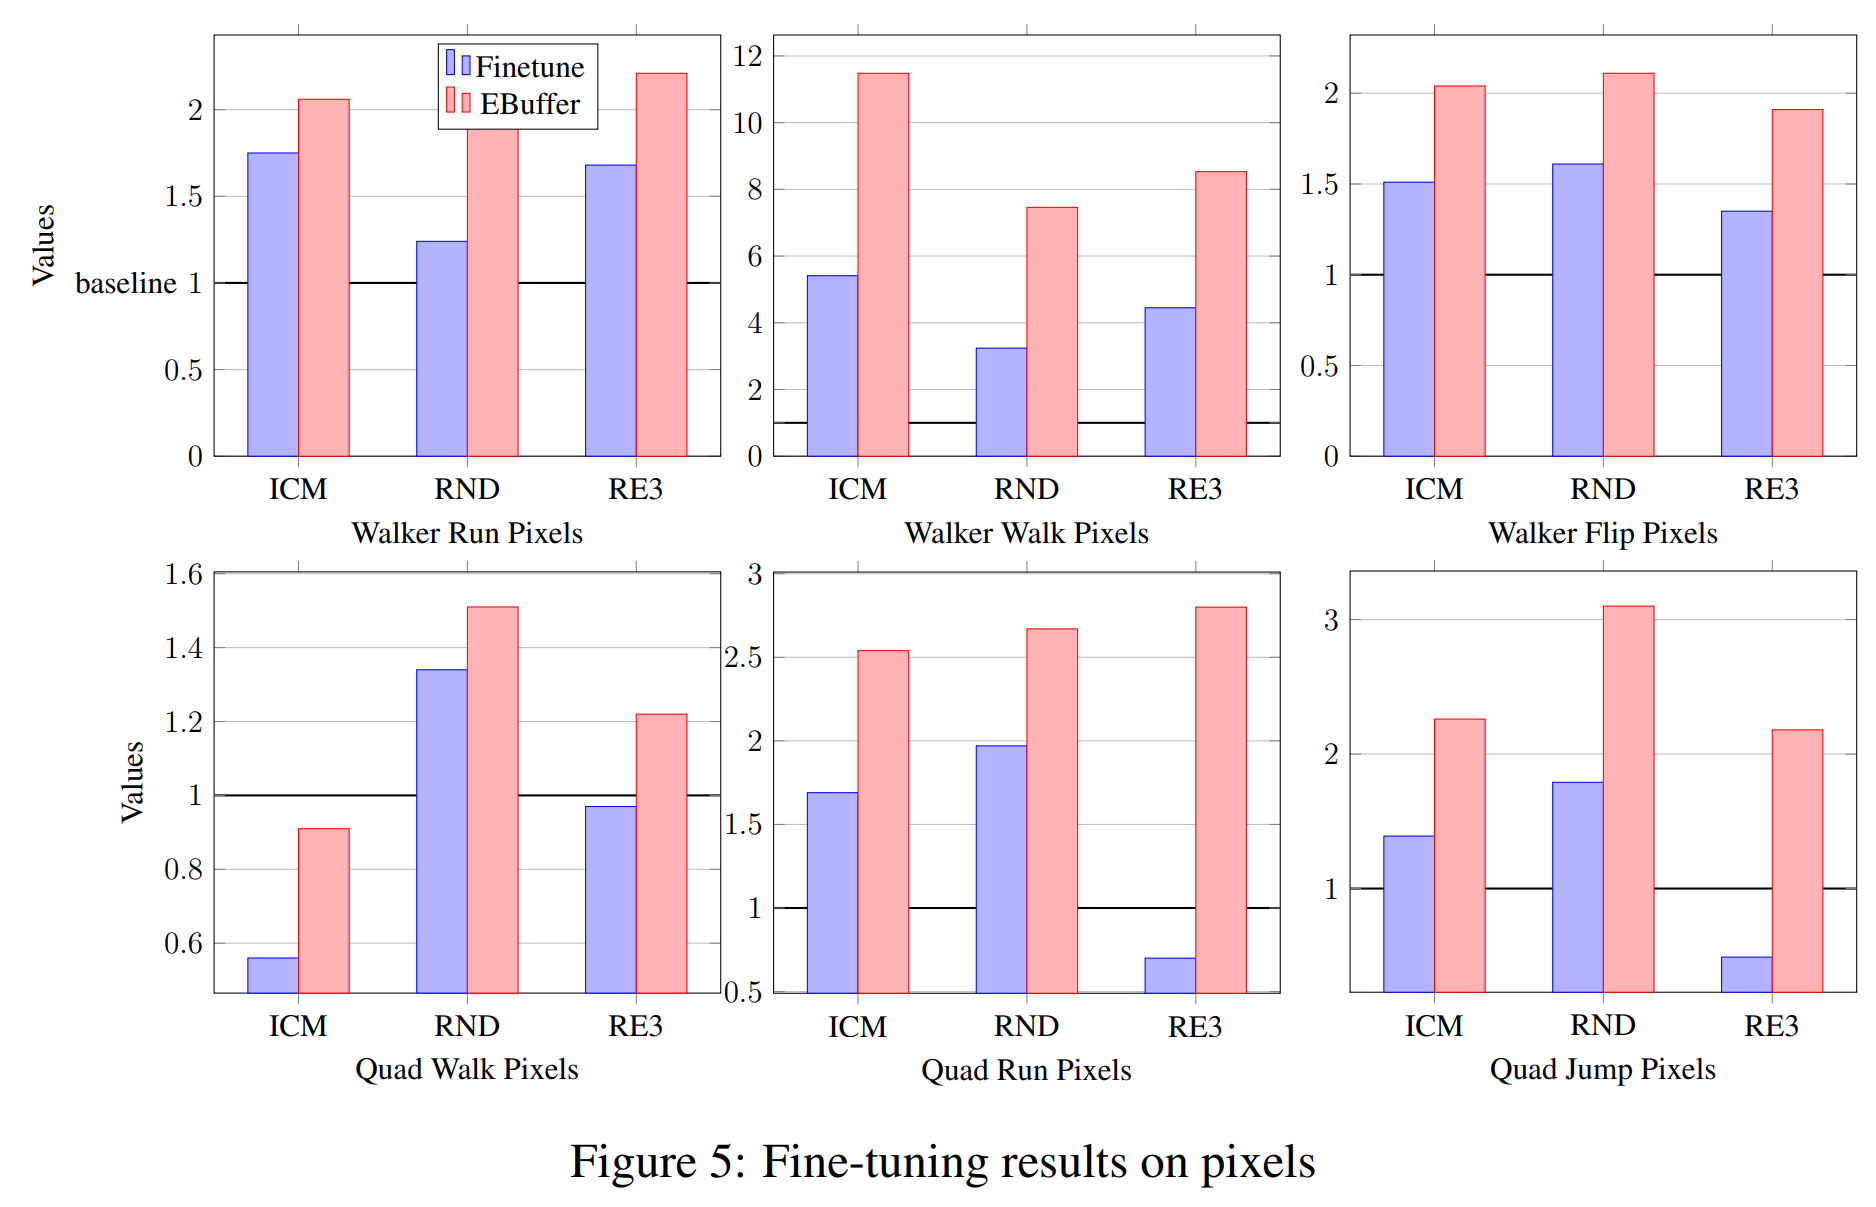 Finetune
EBuffer
Values
2
1.5
baseline 1
0.5
0
ICM RND RE3
Walker Run Pixels
12
10
8
6
4
2
0
ICM RND RE3
Walker Walk Pixels
2
1.5
1
0.5
0
ICM RND RE3
Walker Flip Pixels
Values
1.6
1.4
1.2
1
0.8
0.6
ICM RND RE3
Quad Walk Pixels
3
2.5
2
1.5
1
0.5
ICM RND RE3
Quad Run Pixels
3
2
1
ICM RND RE3
Quad Jump Pixels
Figure 5: Fine-tuning results on pixels